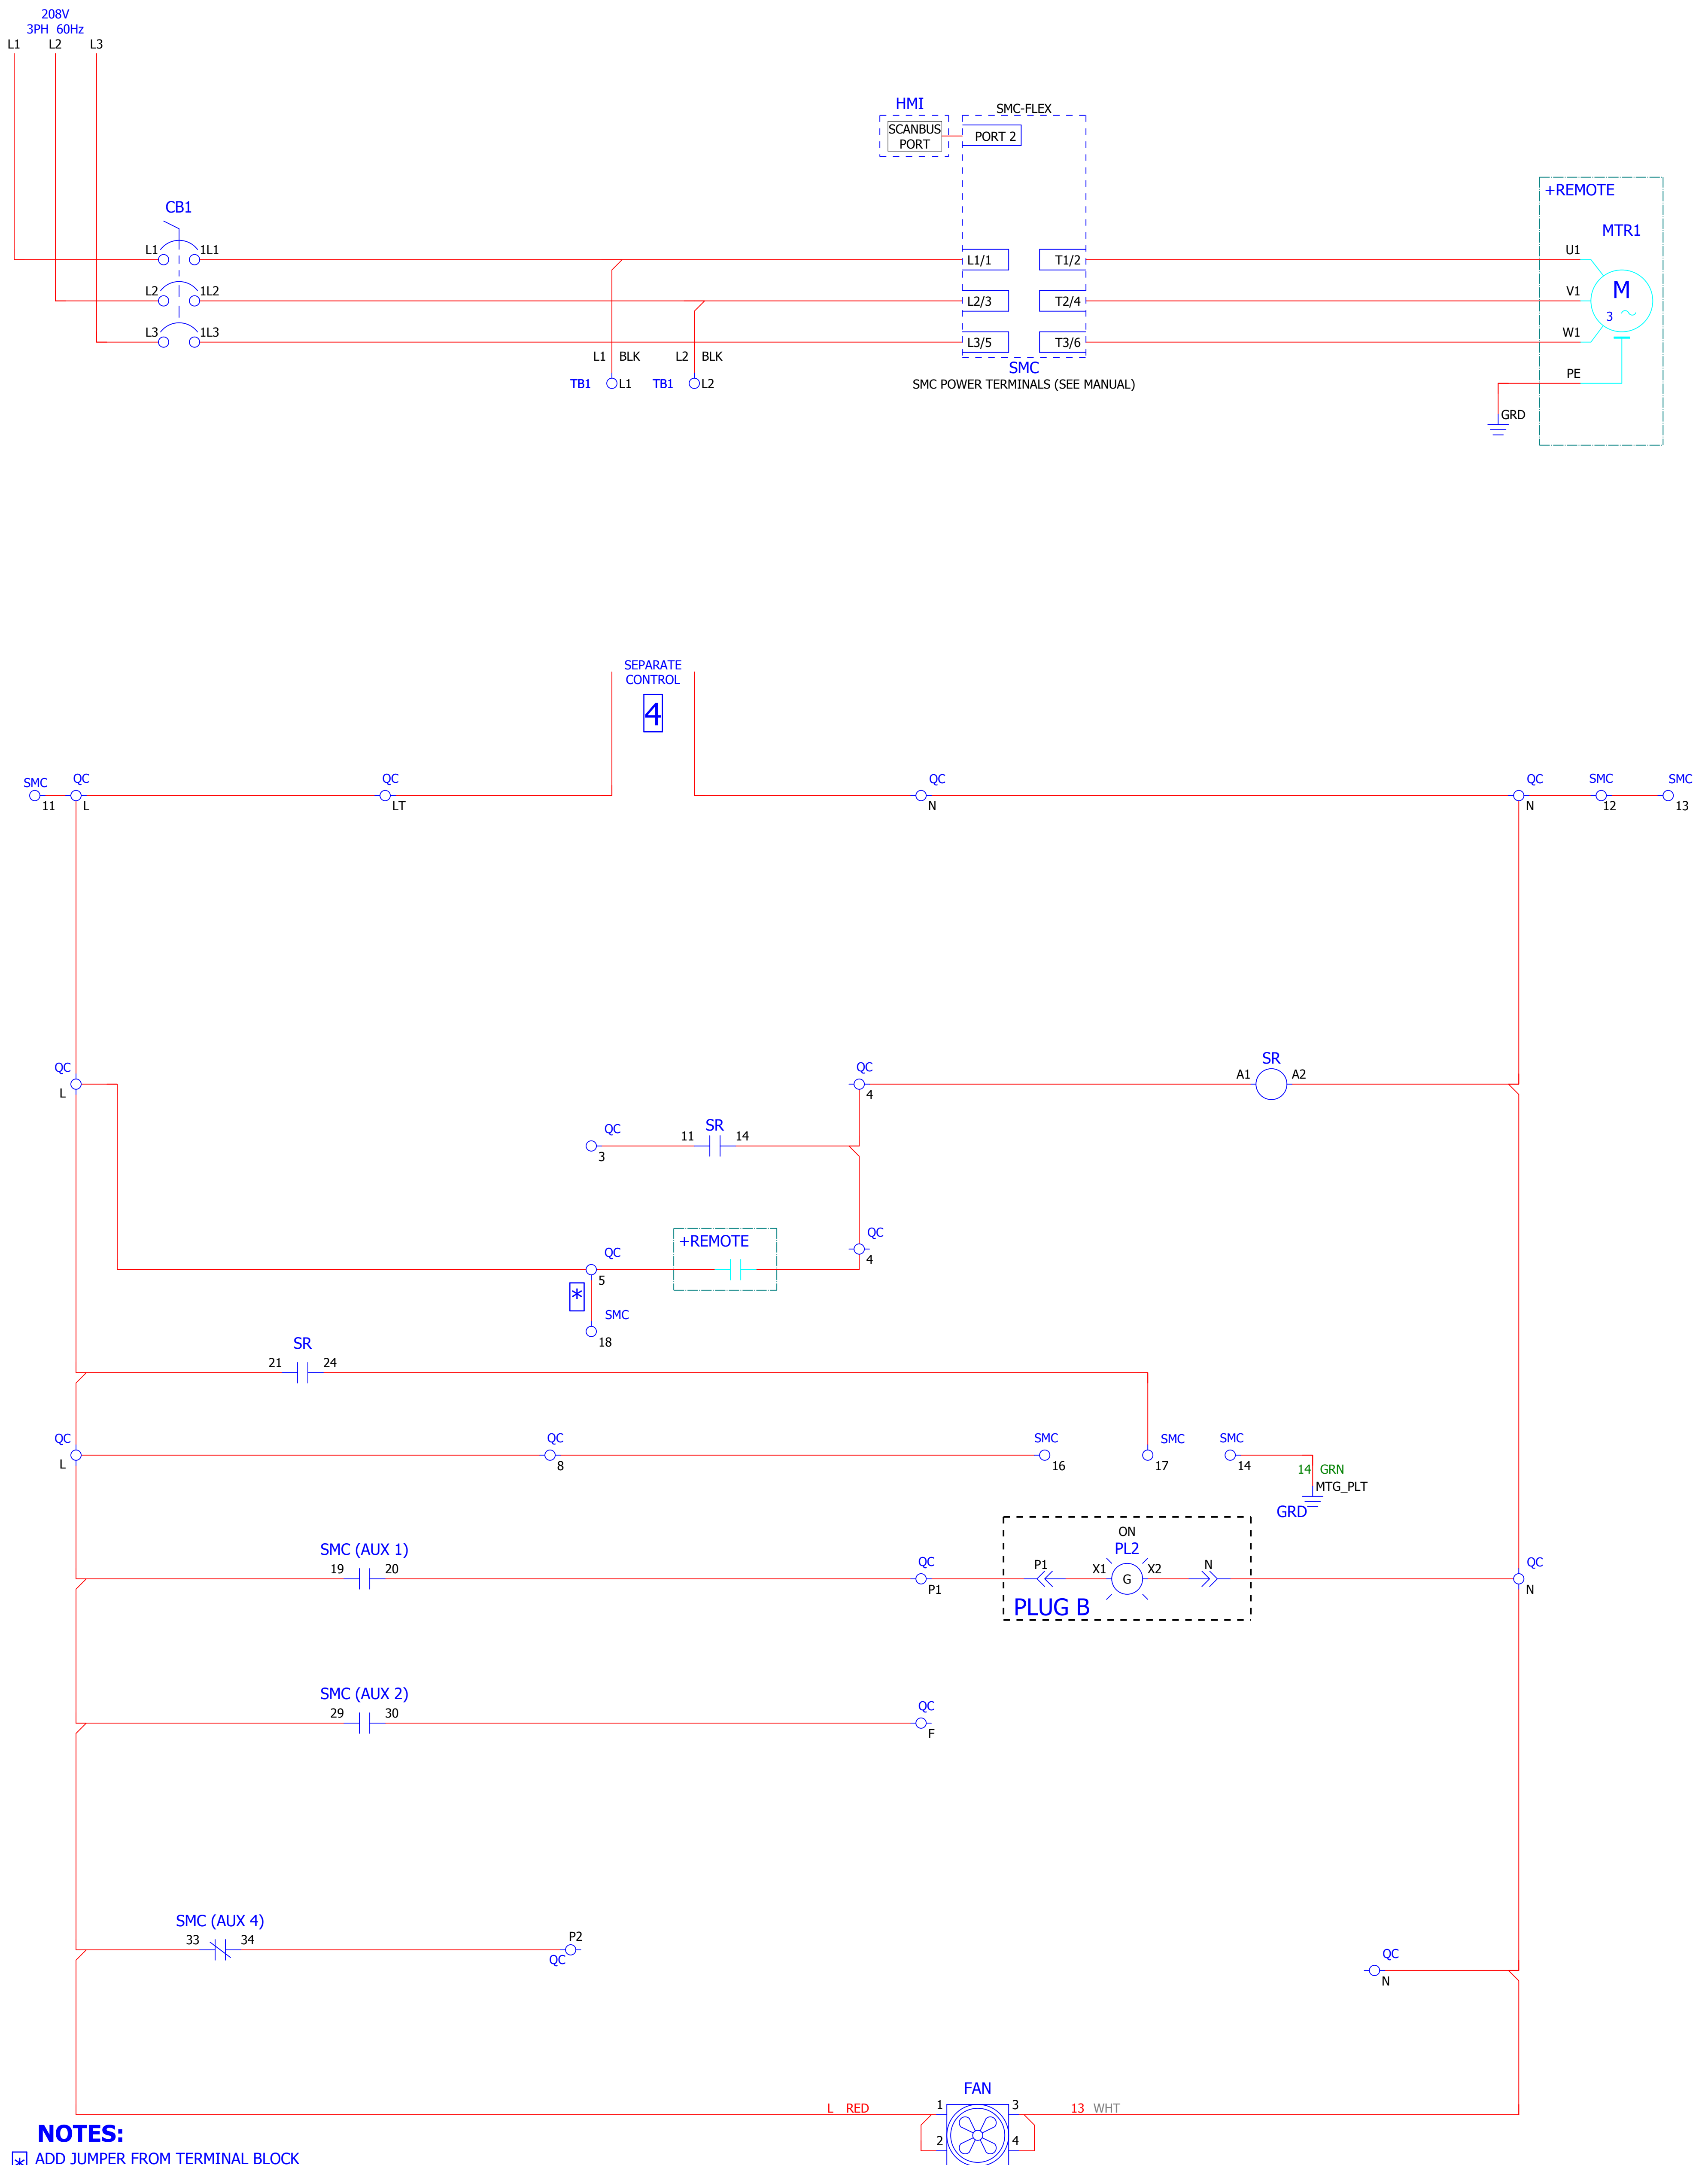 208V
3PH 60Hz
L1 L2 L3
HMI
SMC-FLEX
SCANBUS
PORT
PORT 2
+REMOTE
CB1
MTR1
L1 1L1
L1/1 T1/2
U1
L2 1L2
L2/3 T2/4
V1
M
3
L3 1L3
L3/5 T3/6
W1
L1 BLK L2 BLK
SMC
PE
TB1 L1 TB1 L2
SMC POWER TERMINALS (SEE MANUAL)
GRD
SEPARATE
CONTROL
4
SMC QC QC QC QC SMC SMC
11 L LT N N 12 13
QC QC SR
A1 A2
L 4
QC SR
11 14
3
+REMOTE
QC QC
5 4
*
SMC
18
SR
21 24
QC QC SMC SMC SMC
L 8 16 17 14
14 GRN
MTG_PLT
GRD
ON
SMC (AUX 1)
PL2
19 20
QC P1 X1 G X2 N QC
P1 N
PLUG B
SMC (AUX 2)
29 30
QC
F
SMC (AUX 4)
33 34
P2
QC
QC
N
FAN
L RED 1 3 13 WHT
2 4
NOTES:
* ADD JUMPER FROM TERMINAL BLOCK